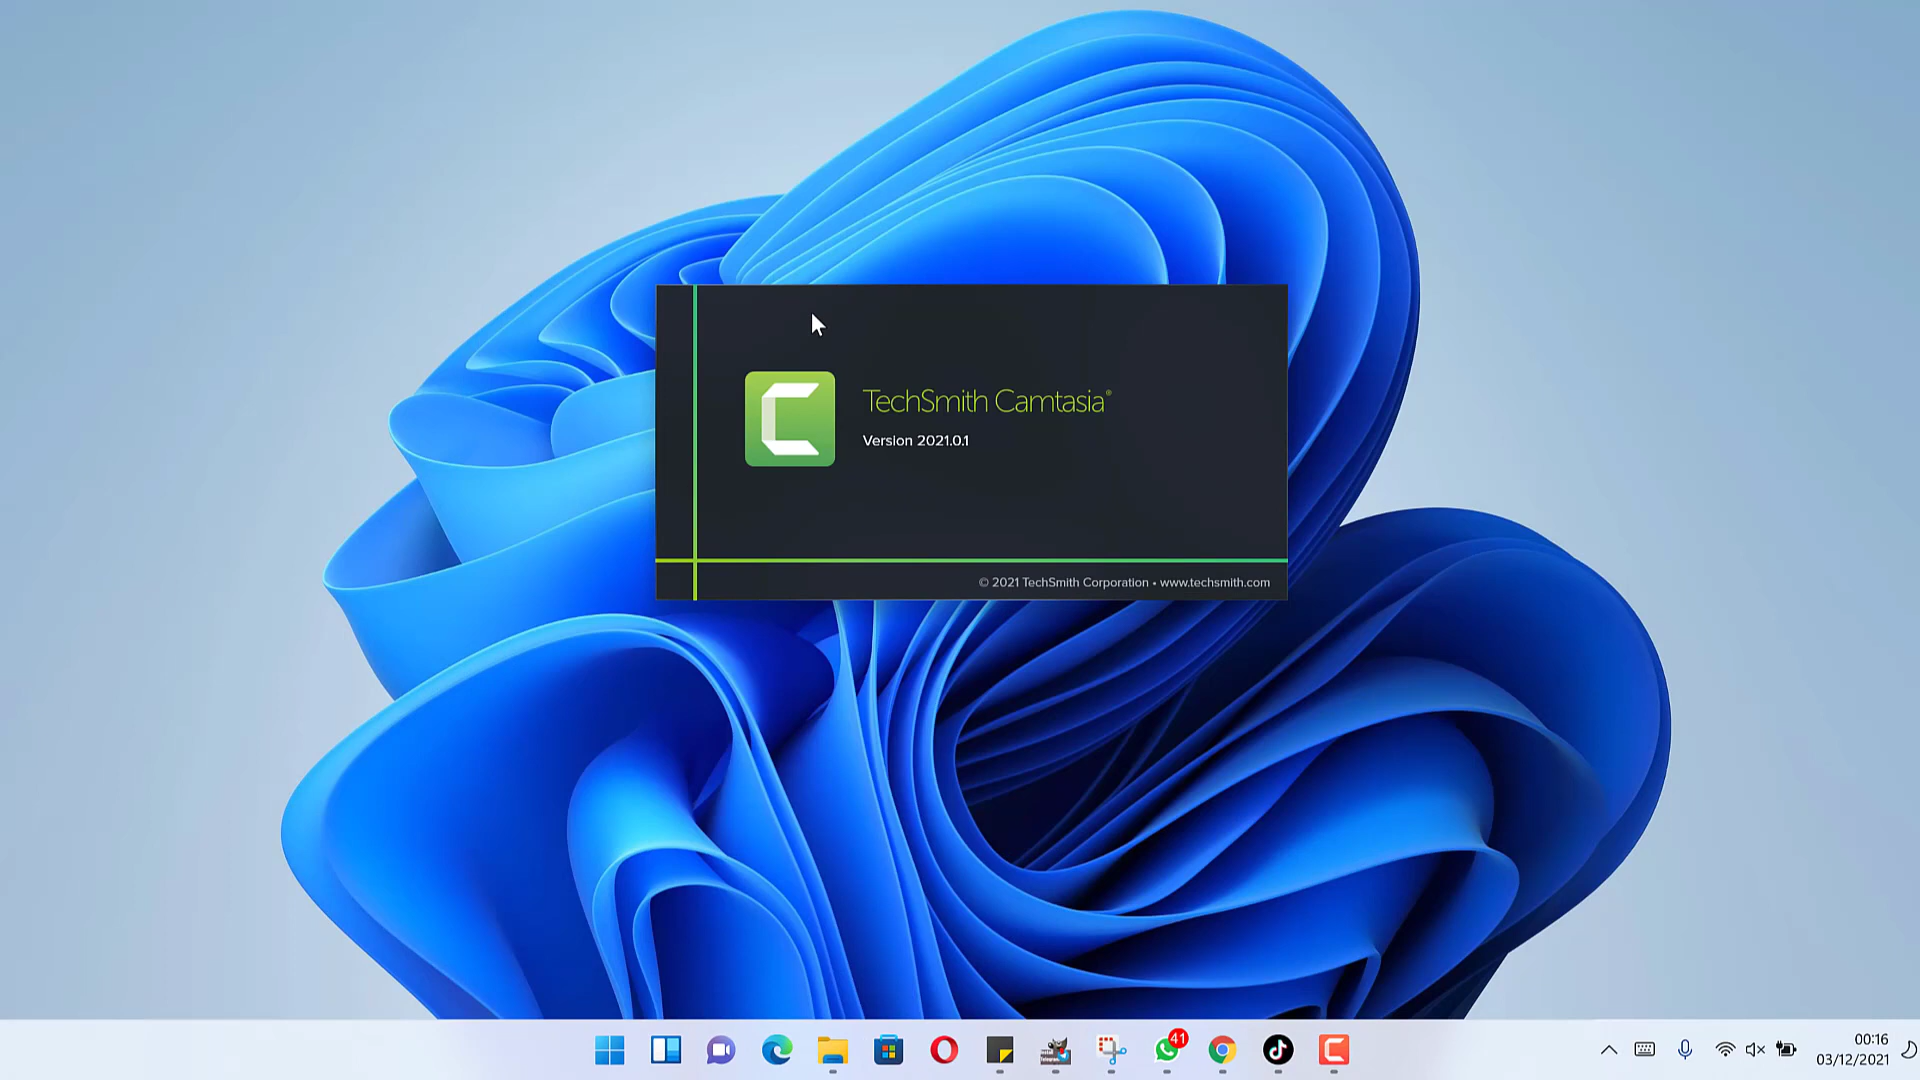 TechSmith Camtasia®
Version 2021.0.1
© 2021 TechSmith Corporation • www.techsmith.com
41
00:16
03/12/2021